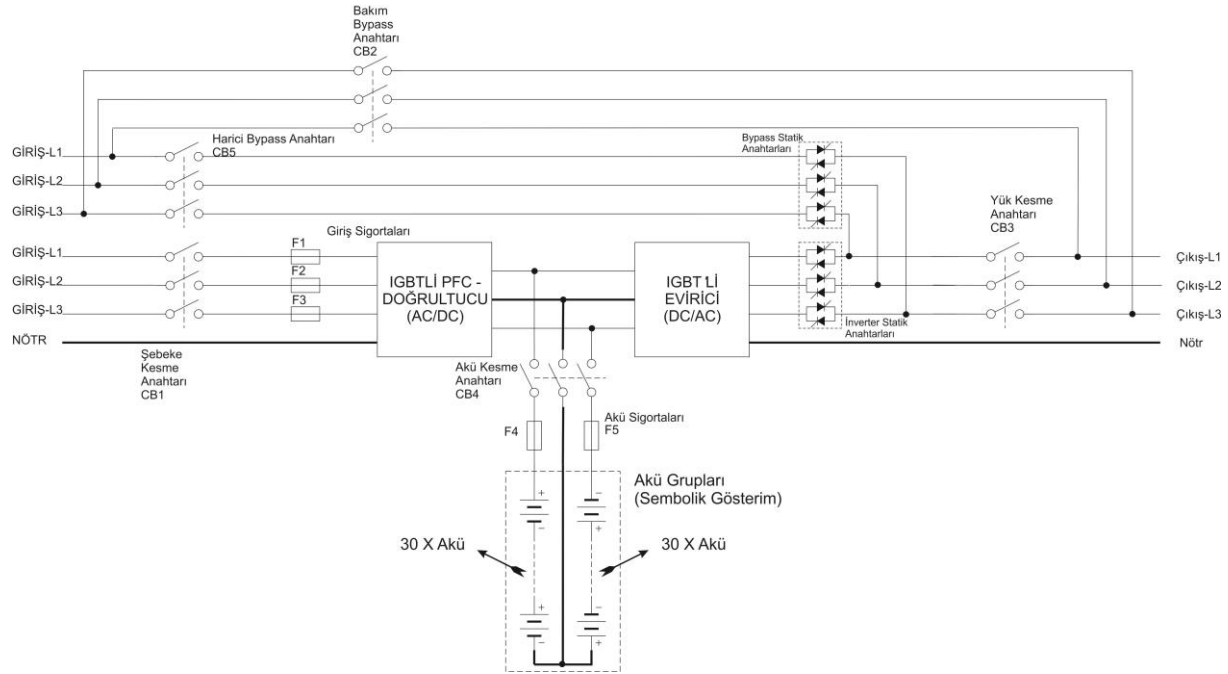 Bakım
Bypass
Anahtarı
CB2
Harici Bypass Anahtarı
CB5
Bypass Statik
Anahtarları
GİRİŞ-L1
GİRİŞ-L2
GİRİŞ-L3
Yük Kesme
Anahtarı
CB3
Giriş Sigortaları
GİRİŞ-L1
GİRİŞ-L2
GİRİŞ-L3
NÖTR
F1
F2
F3
IGBTLİ PFC -
DOĞRULTUCU
(AC/DC)
IGBT'Lİ
EVİRİCİ
(DC/AC)
Çıkış-L1
Çıkış-L2
Çıkış-L3
Nötr
İnverter Statik
Anahtarları
Şebeke
Kesme
Anahtarı
CB1
Akü Kesme
Anahtarı
CB4
Akü Sigortaları
F4
F5
Akü Grupları
(Sembolik Gösterim)
+
−
−
+
30 X Akü
30 X Akü
+
−
−
+